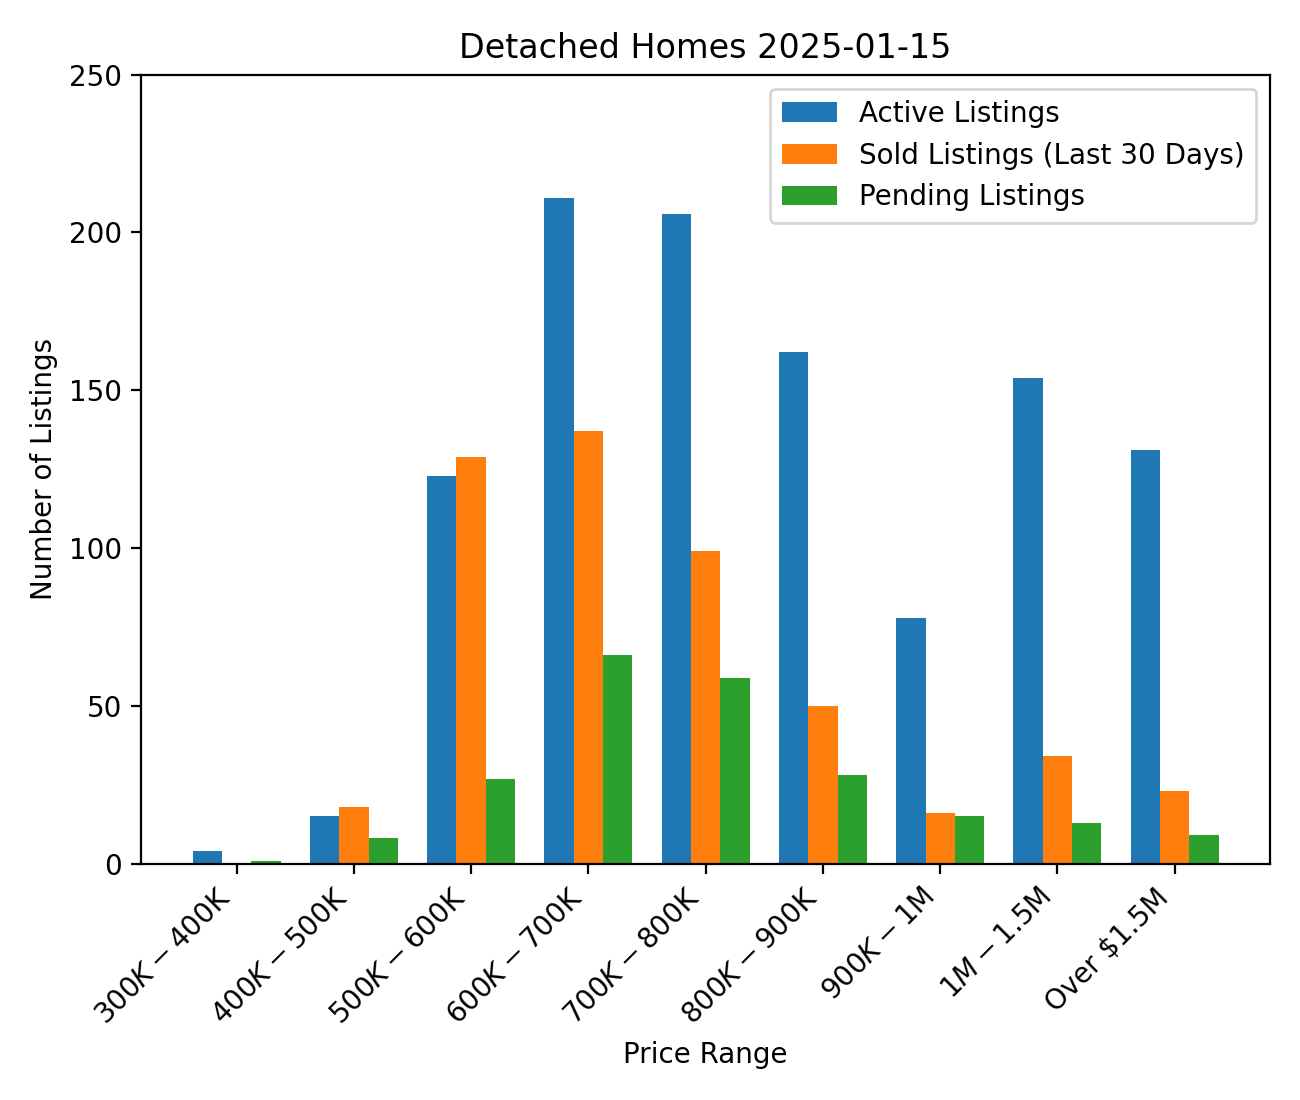 Detached Homes 2025-01-15
250
200
150
100
50
0
Number of Listings
Active Listings
Sold Listings (Last 30 Days)
Pending Listings
300K − 400K
400K − 500K
500K − 600K
600K − 700K
700K − 800K
800K − 900K
900K − 1M
1M − 1.5M
Over $1.5M
Price Range